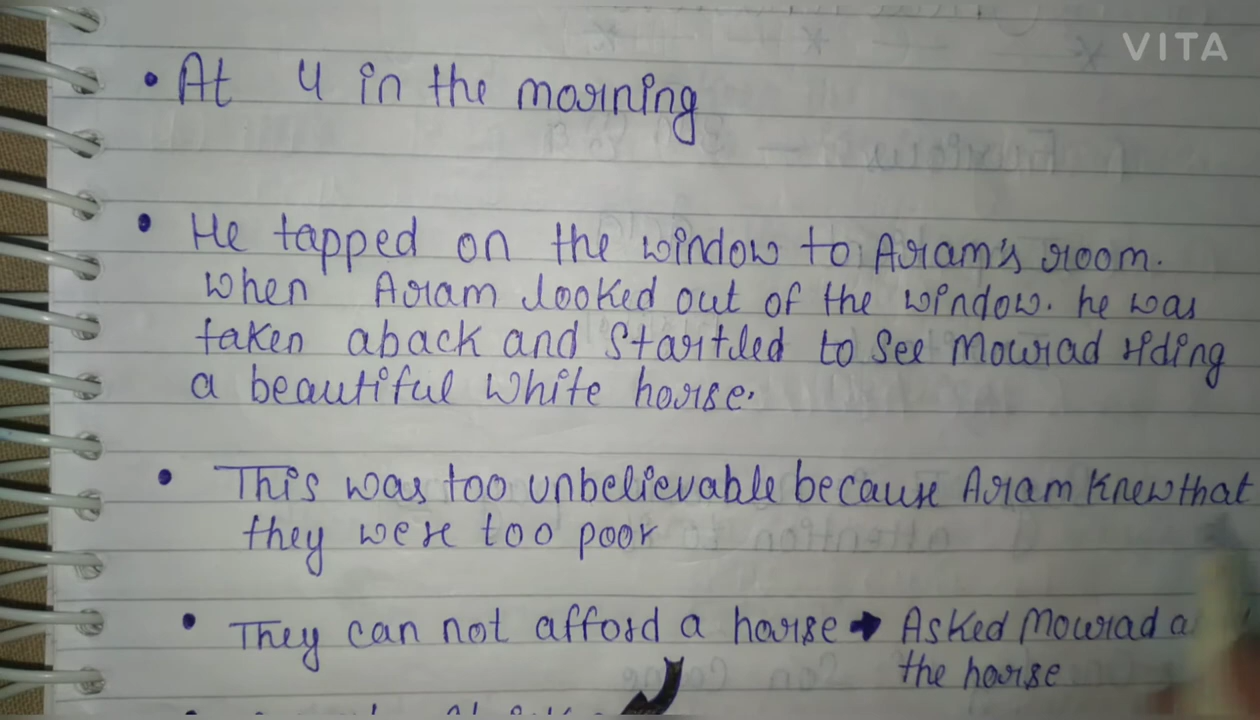 VITA
• At 4 in the morning
• He tapped on the window to Aram's room.
when Aram looked out of the window. he was
taken aback and startled to see Mourad riding
a beautiful white horse.
• This was too unbelievable because Aram knew that
they were too poor
• They can not afford a horse → Asked Mourad a
the horse